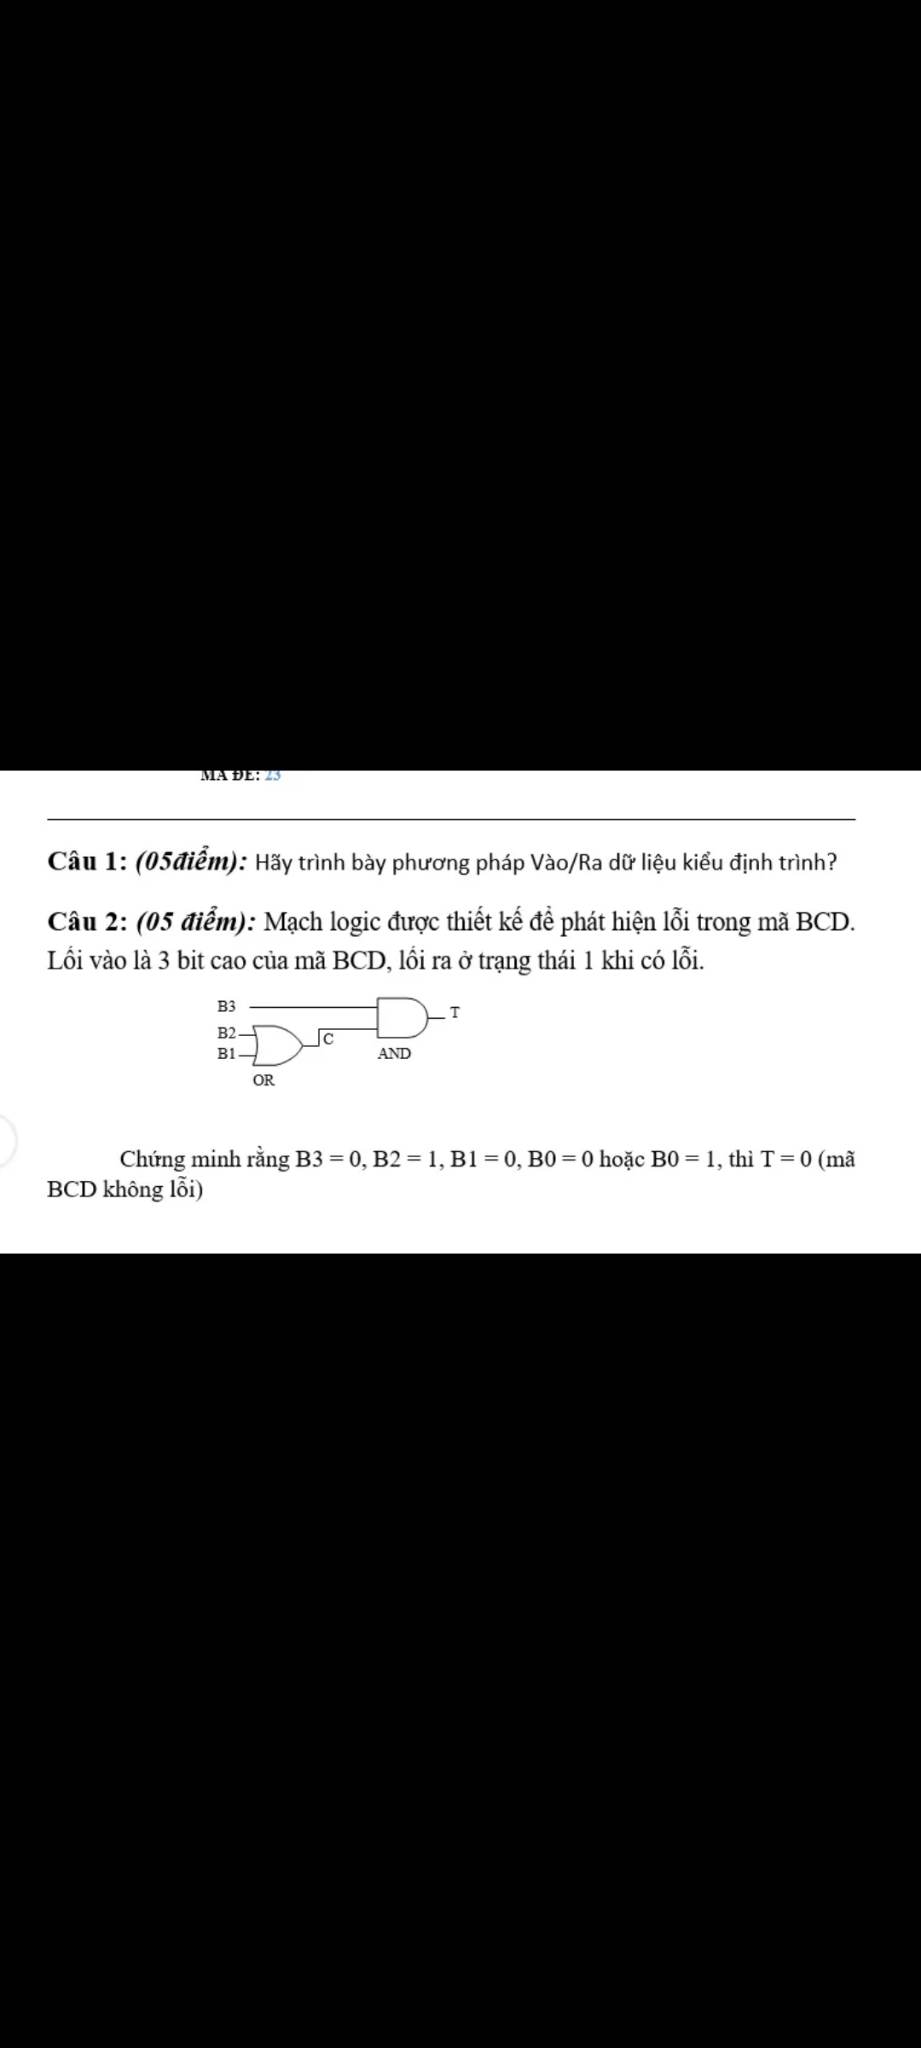 MÃ ĐỀ: 23
Câu 1: (05điểm): Hãy trình bày phương pháp Vào/Ra dữ liệu kiểu định trình?
Câu 2: (05 điểm): Mạch logic được thiết kế để phát hiện lỗi trong mã BCD.
Lối vào là 3 bit cao của mã BCD, lối ra ở trạng thái 1 khi có lỗi.
B3
T
B2
C
B1
AND
OR
Chứng minh rằng B3 = 0, B2 = 1, B1 = 0, B0 = 0 hoặc B0 = 1, thì T = 0 (mã
BCD không lỗi)